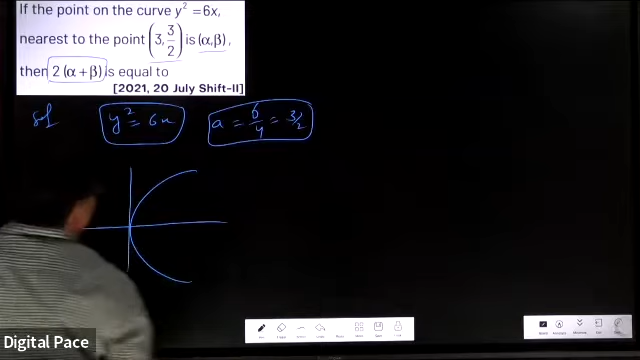 If the point on the curve y² = 6x,
nearest to the point (3, 3/2) is (α,β),
then 2 (α + β) is equal to
[2021, 20 July Shift-II]
sol y² = 6x a = 6/4 = 3/2
Digital Pace